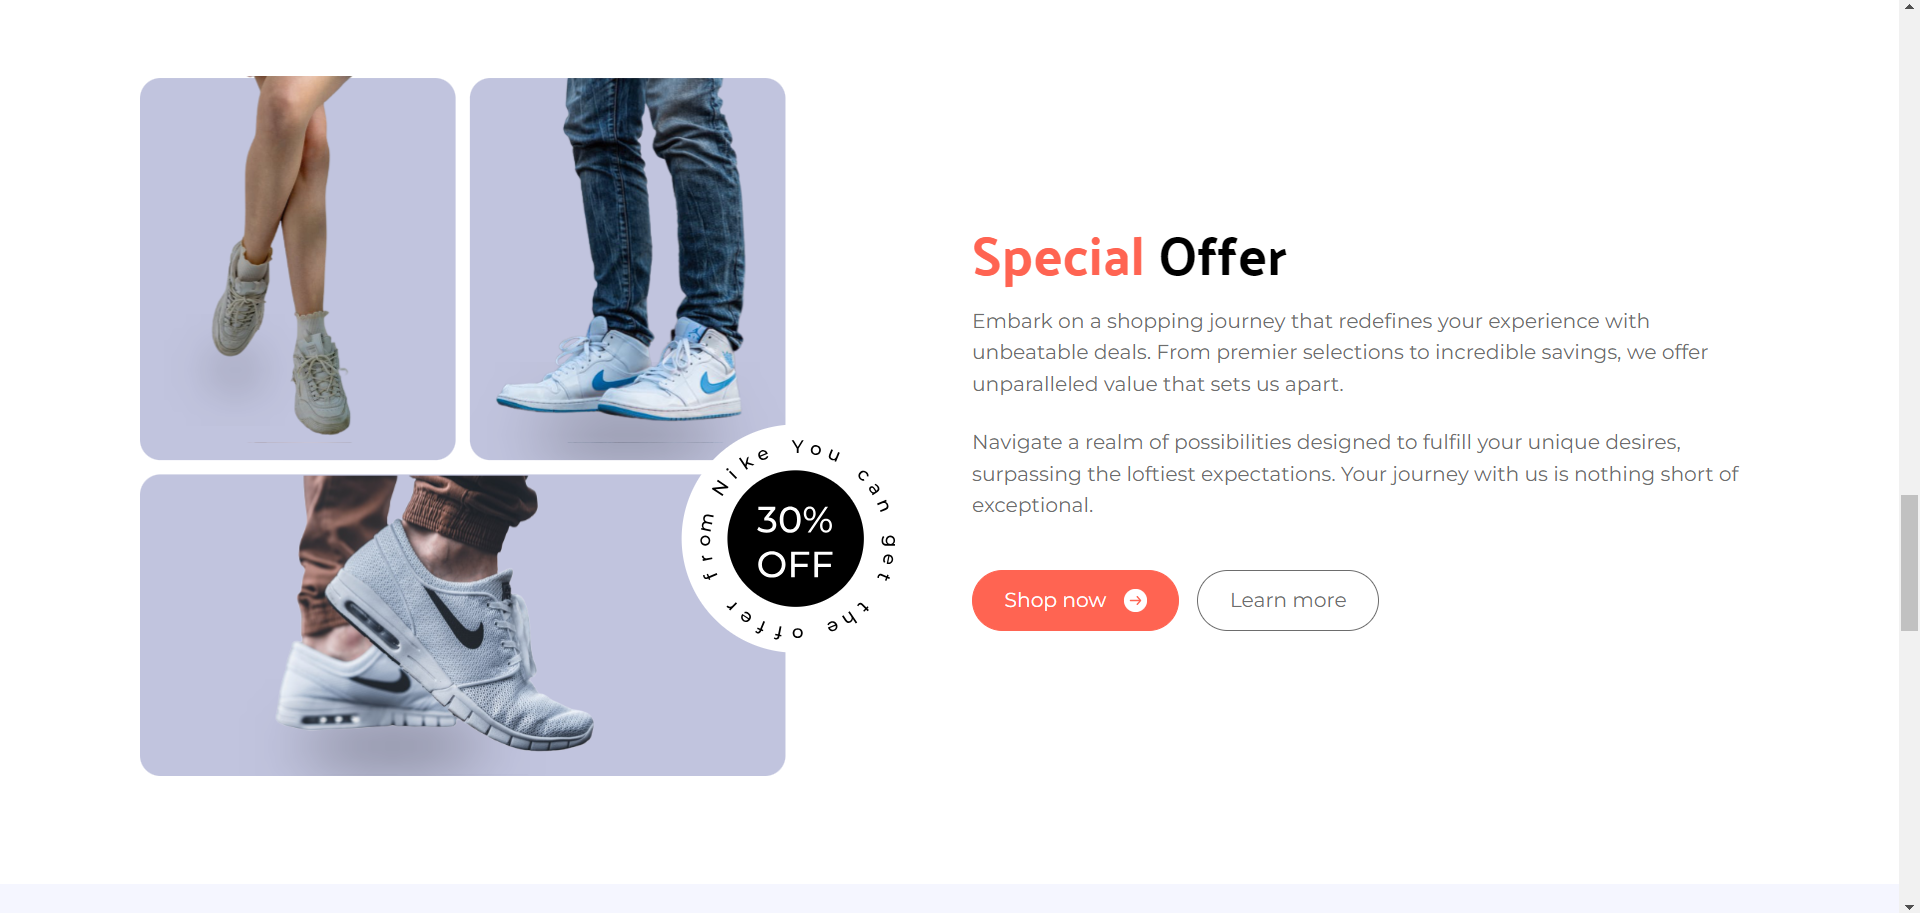 Special Offer
Embark on a shopping journey that redefines your experience with
unbeatable deals. From premier selections to incredible savings, we offer
unparalleled value that sets us apart.
Navigate a realm of possibilities designed to fulfill your unique desires,
surpassing the loftiest expectations. Your journey with us is nothing short of
exceptional.
Shop now
Learn more
You can get the offer from Nike
30%
OFF